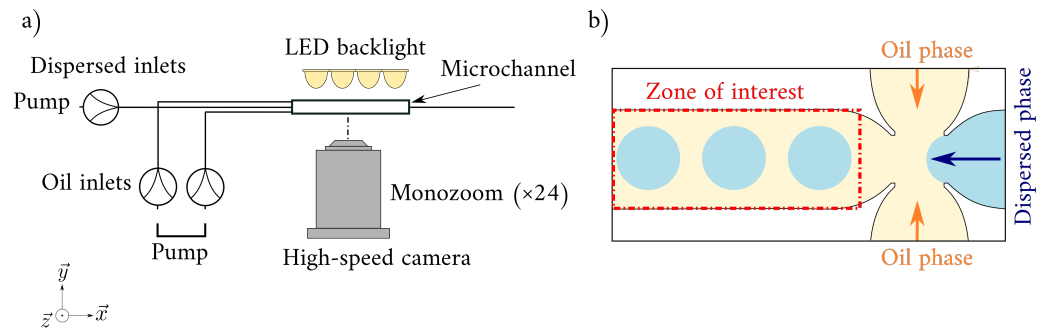 a)
LED backlight
Dispersed inlets
Microchannel
Pump
Oil inlets
Monozoom (×24)
Pump
High-speed camera
y⃗
z⃗
x⃗
b)
Oil phase
Zone of interest
Dispersed phase
Oil phase